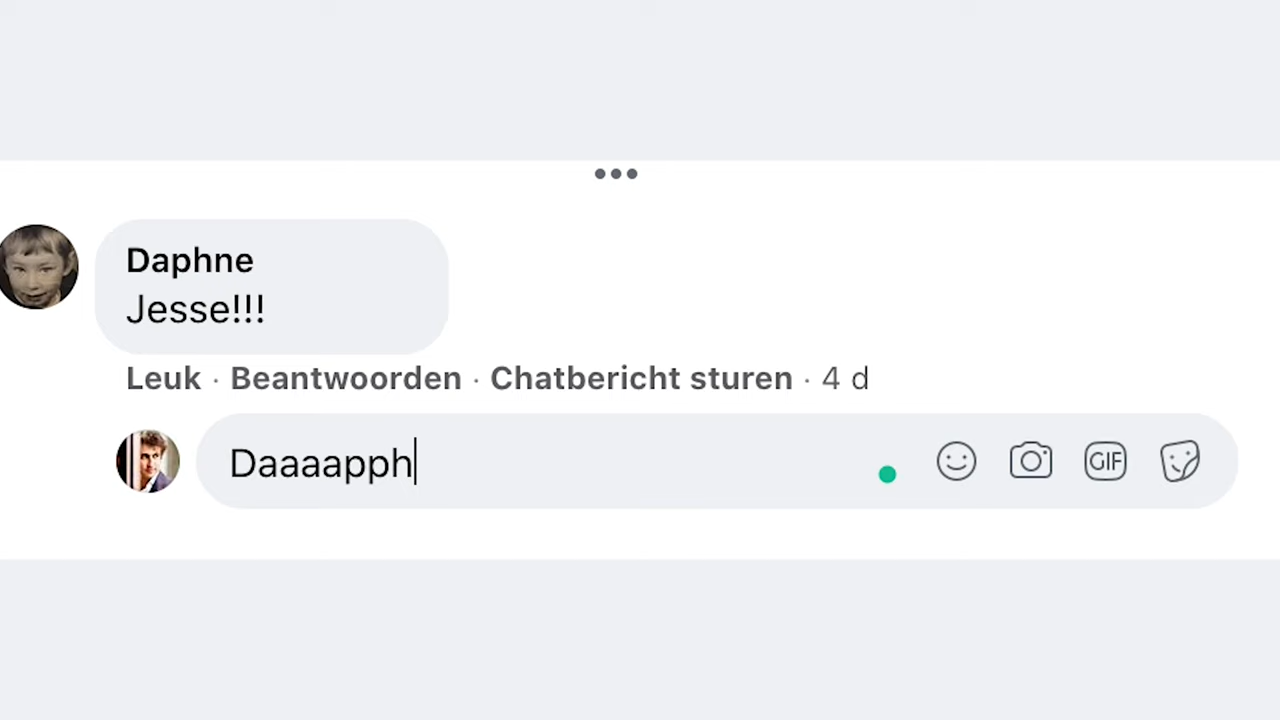 Daphne
Jesse!!!
Leuk · Beantwoorden · Chatbericht sturen · 4 d
Daaaapph
GIF